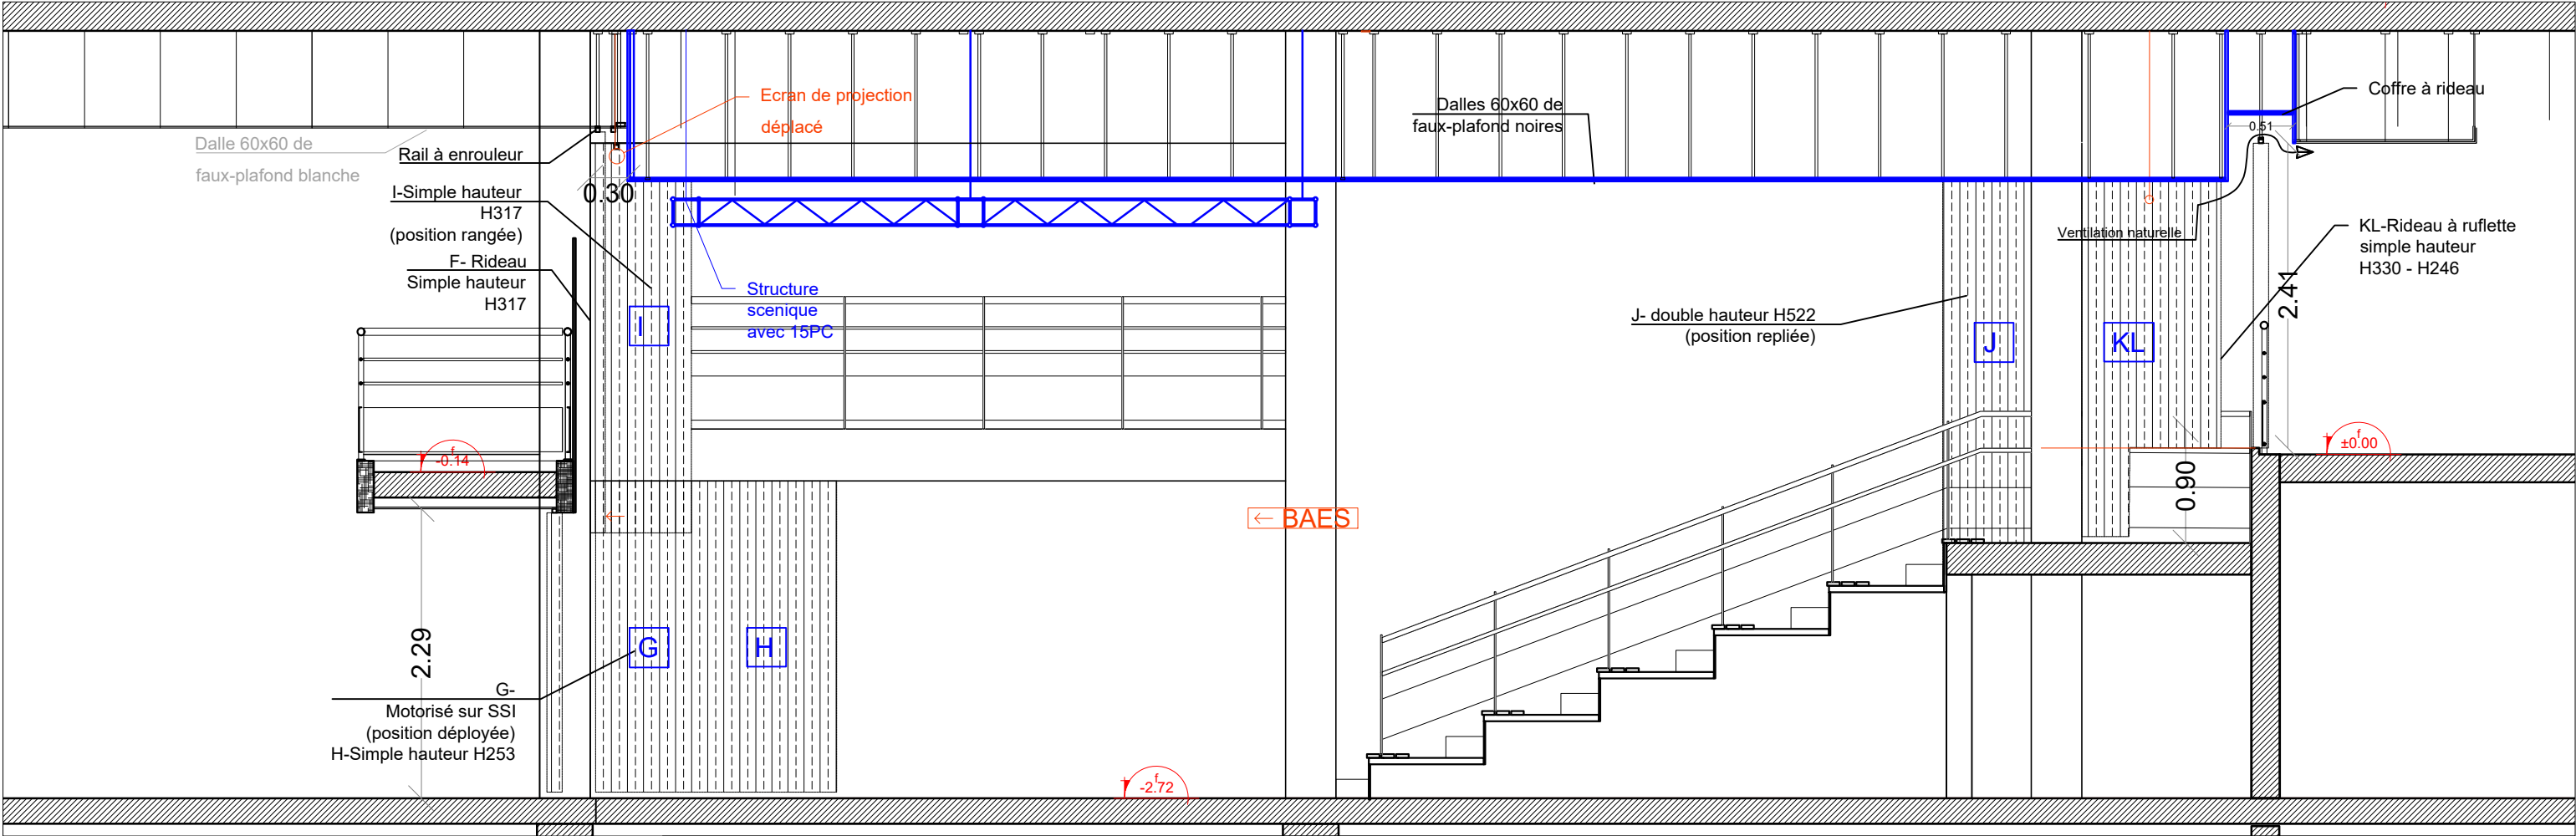 Ecran de projection
déplacé
Dalles 60x60 de
faux-plafond noires
Coffre à rideau
0.51
Dalle 60x60 de
faux-plafond blanche
Rail à enrouleur
0.30
I-Simple hauteur
H317
(position rangée)
F- Rideau
Simple hauteur
H317
Structure
scenique
avec 15PC
I
J- double hauteur H522
(position repliée)
J
KL
Ventilation naturelle
KL-Rideau à ruflette
simple hauteur
H330 - H246
2.41
f
-0.14
f
±0.00
0.90
← BAES
2.29
G
H
G-
Motorisé sur SSI
(position déployée)
H-Simple hauteur H253
f
-2.72